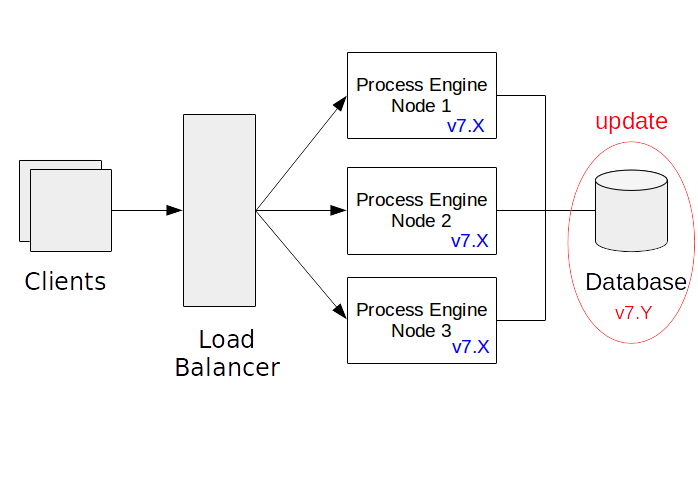 Process Engine
Node 1
v7.X
update
Process Engine
Node 2
v7.X
Clients
Database
v7.Y
Process Engine
Node 3
v7.X
Load
Balancer